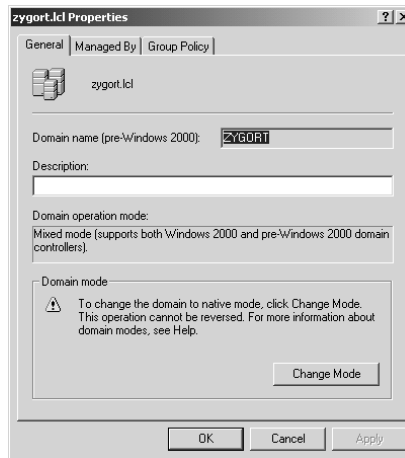 zygort.lcl Properties
General Managed By Group Policy
zygort.lcl
Domain name (pre-Windows 2000): ZYGORT
Description:
Domain operation mode:
Mixed mode (supports both Windows 2000 and pre-Windows 2000 domain
controllers).
Domain mode
To change the domain to native mode, click Change Mode.
This operation cannot be reversed. For more information about
domain modes, see Help.
Change Mode
OK Cancel Apply